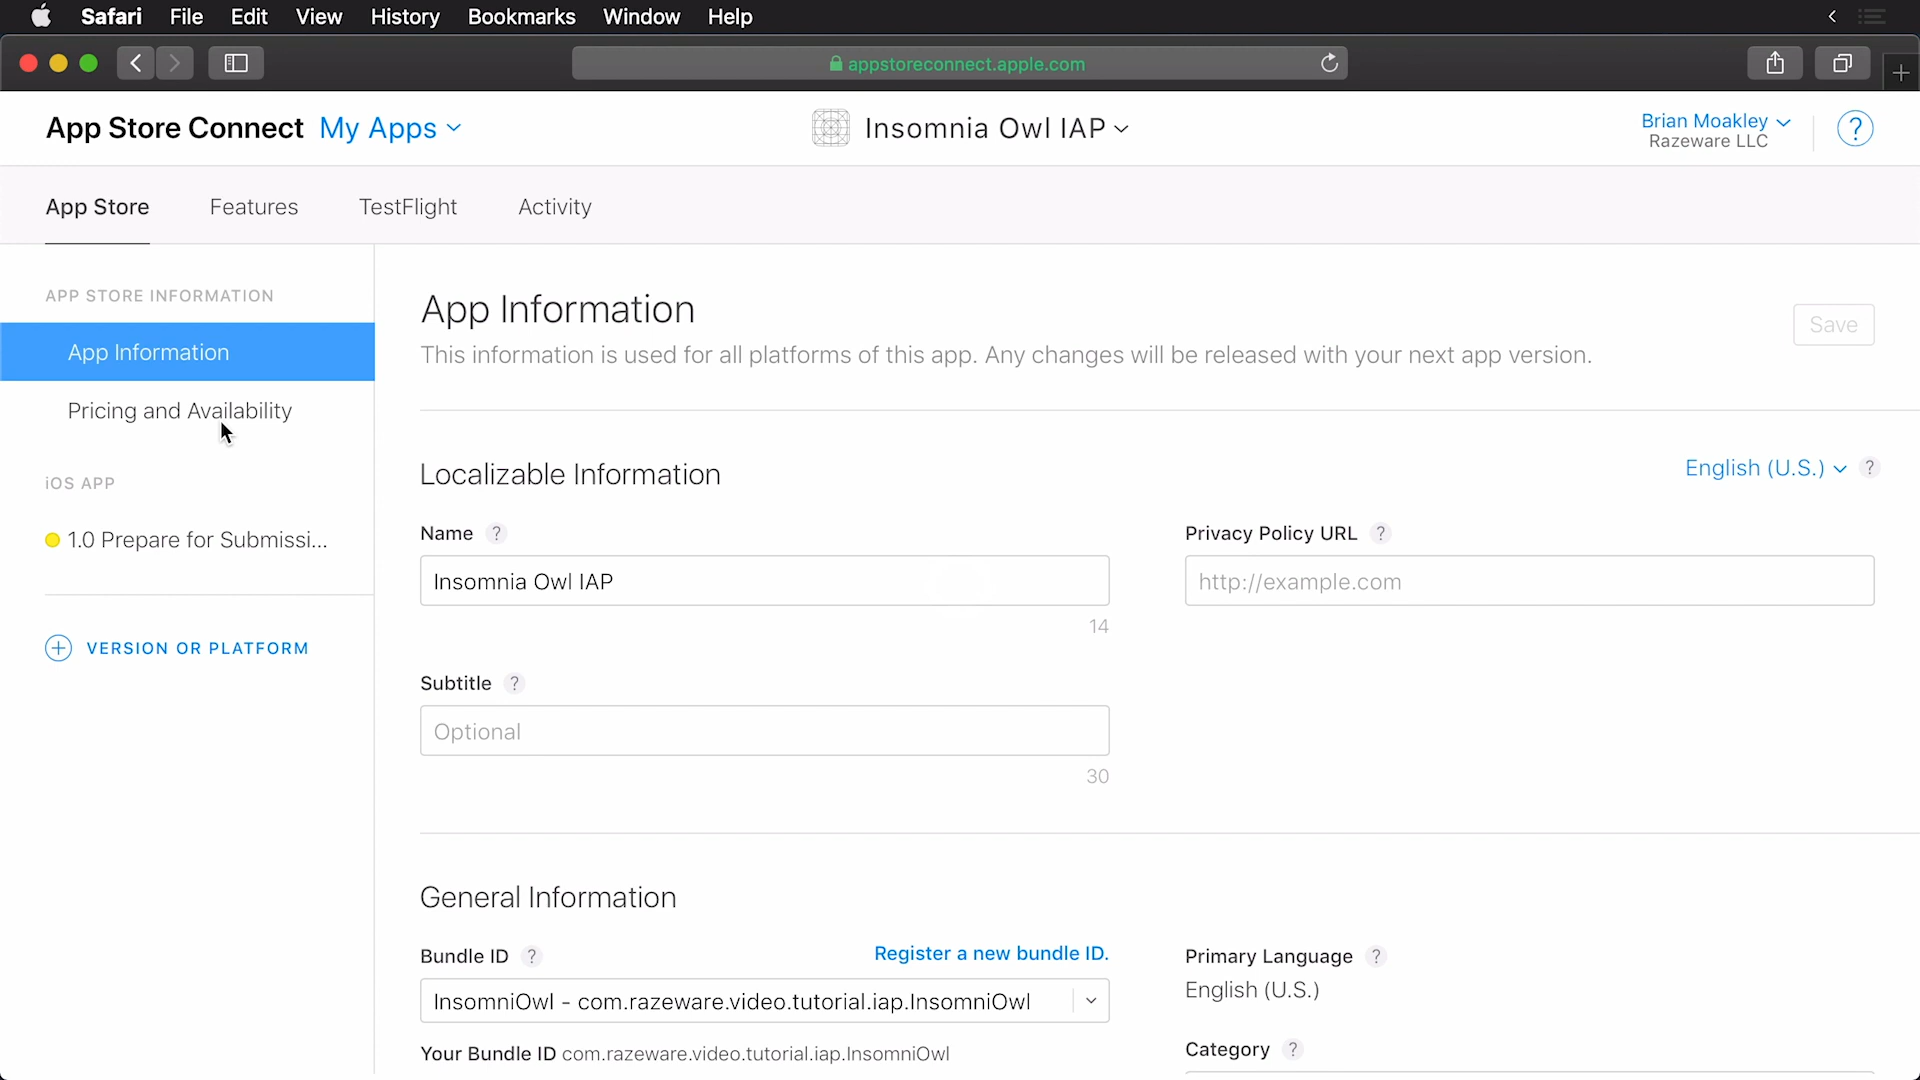 Safari File Edit View History Bookmarks Window Help
appstoreconnect.apple.com
App Store Connect My Apps
Insomnia Owl IAP
Brian Moakley
Razeware LLC
?
App Store Features TestFlight Activity
APP STORE INFORMATION
App Information
Pricing and Availability
iOS APP
1.0 Prepare for Submissi...
VERSION OR PLATFORM
App Information
Save
This information is used for all platforms of this app. Any changes will be released with your next app version.
Localizable Information
English (U.S.) ?
Name ?
Insomnia Owl IAP
14
Privacy Policy URL ?
http://example.com
Subtitle ?
Optional
30
General Information
Bundle ID ?
Register a new bundle ID.
InsomniOwl - com.razeware.video.tutorial.iap.InsomniOwl
Your Bundle ID com.razeware.video.tutorial.iap.InsomniOwl
Primary Language ?
English (U.S.)
Category ?